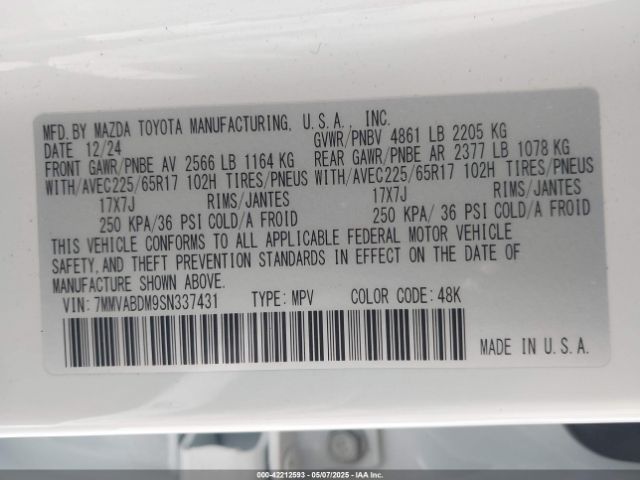 MFD. BY MAZDA TOYOTA MANUFACTURING, U.S.A., INC.
DATE 12/24 GVWR/PNBV 4861 LB 2205 KG
FRONT GAWR/PNBE AV 2566 LB 1164 KG REAR GAWR/PNBE AR 2377 LB 1078 KG
WITH/AVEC225/65R17 102H TIRES/PNEUS WITH/AVEC225/65R17 102H TIRES/PNEUS
17X7J RIMS/JANTES 17X7J RIMS/JANTES
250 KPA/36 PSI COLD/A FROID 250 KPA/ 36 PSI COLD/A FROID
THIS VEHICLE CONFORMS TO ALL APPLICABLE FEDERAL MOTOR VEHICLE
SAFETY, AND THEFT PREVENTION STANDARDS IN EFFECT ON THE DATE OF
MANUFACTURE SHOWN ABOVE.
VIN: 7MMVABDM9SN337431 TYPE: MPV COLOR CODE: 48K
MADE IN U.S.A.
000-42212593 05/07/2025 IAA Inc.